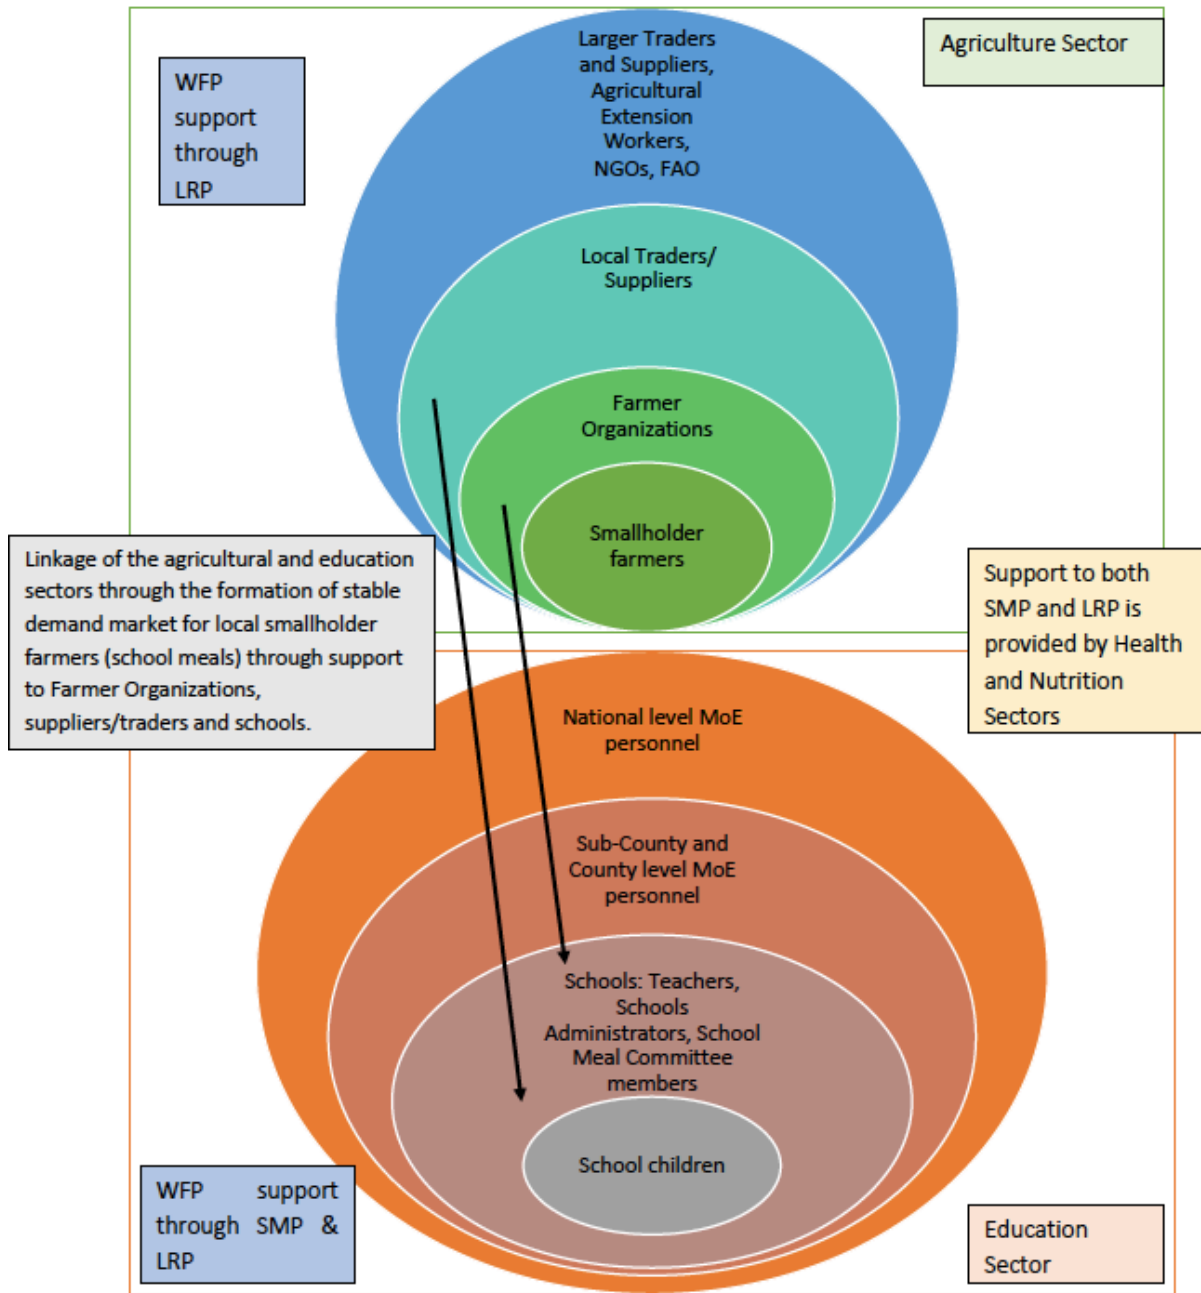 Larger Traders
and Suppliers,
Agricultural
Extension
Workers,
NGOs, FAO
Agriculture Sector
WFP
support
through
LRP
Local Traders/
Suppliers
Farmer
Organizations
Smallholder
farmers
Linkage of the agricultural and education
sectors through the formation of stable
demand market for local smallholder
farmers (school meals) through support
to Farmer Organizations,
suppliers/traders and schools.
Support to both
SMP and LRP is
provided by Health
and Nutrition
Sectors
National level MoE
personnel
Sub-County and
County level MoE
personnel
Schools: Teachers,
Schools
Administrators, School
Meal Committee
members
School children
WFP support
through SMP &
LRP
Education
Sector